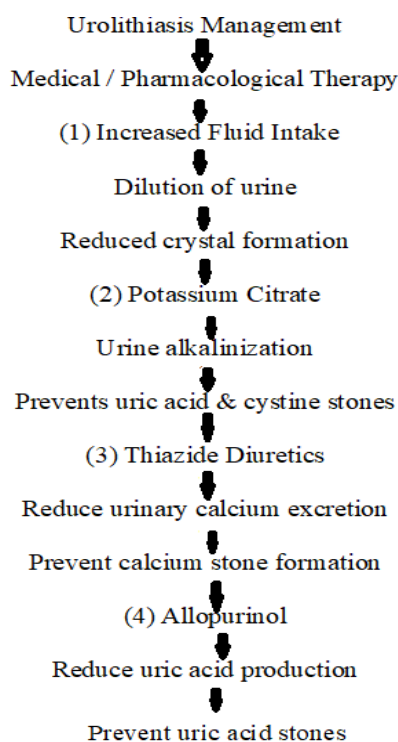 Urolithiasis Management
Medical / Pharmacological Therapy
(1) Increased Fluid Intake
Dilution of urine
Reduced crystal formation
(2) Potassium Citrate
Urine alkalinization
Prevents uric acid & cystine stones
(3) Thiazide Diuretics
Reduce urinary calcium excretion
Prevent calcium stone formation
(4) Allopurinol
Reduce uric acid production
Prevent uric acid stones